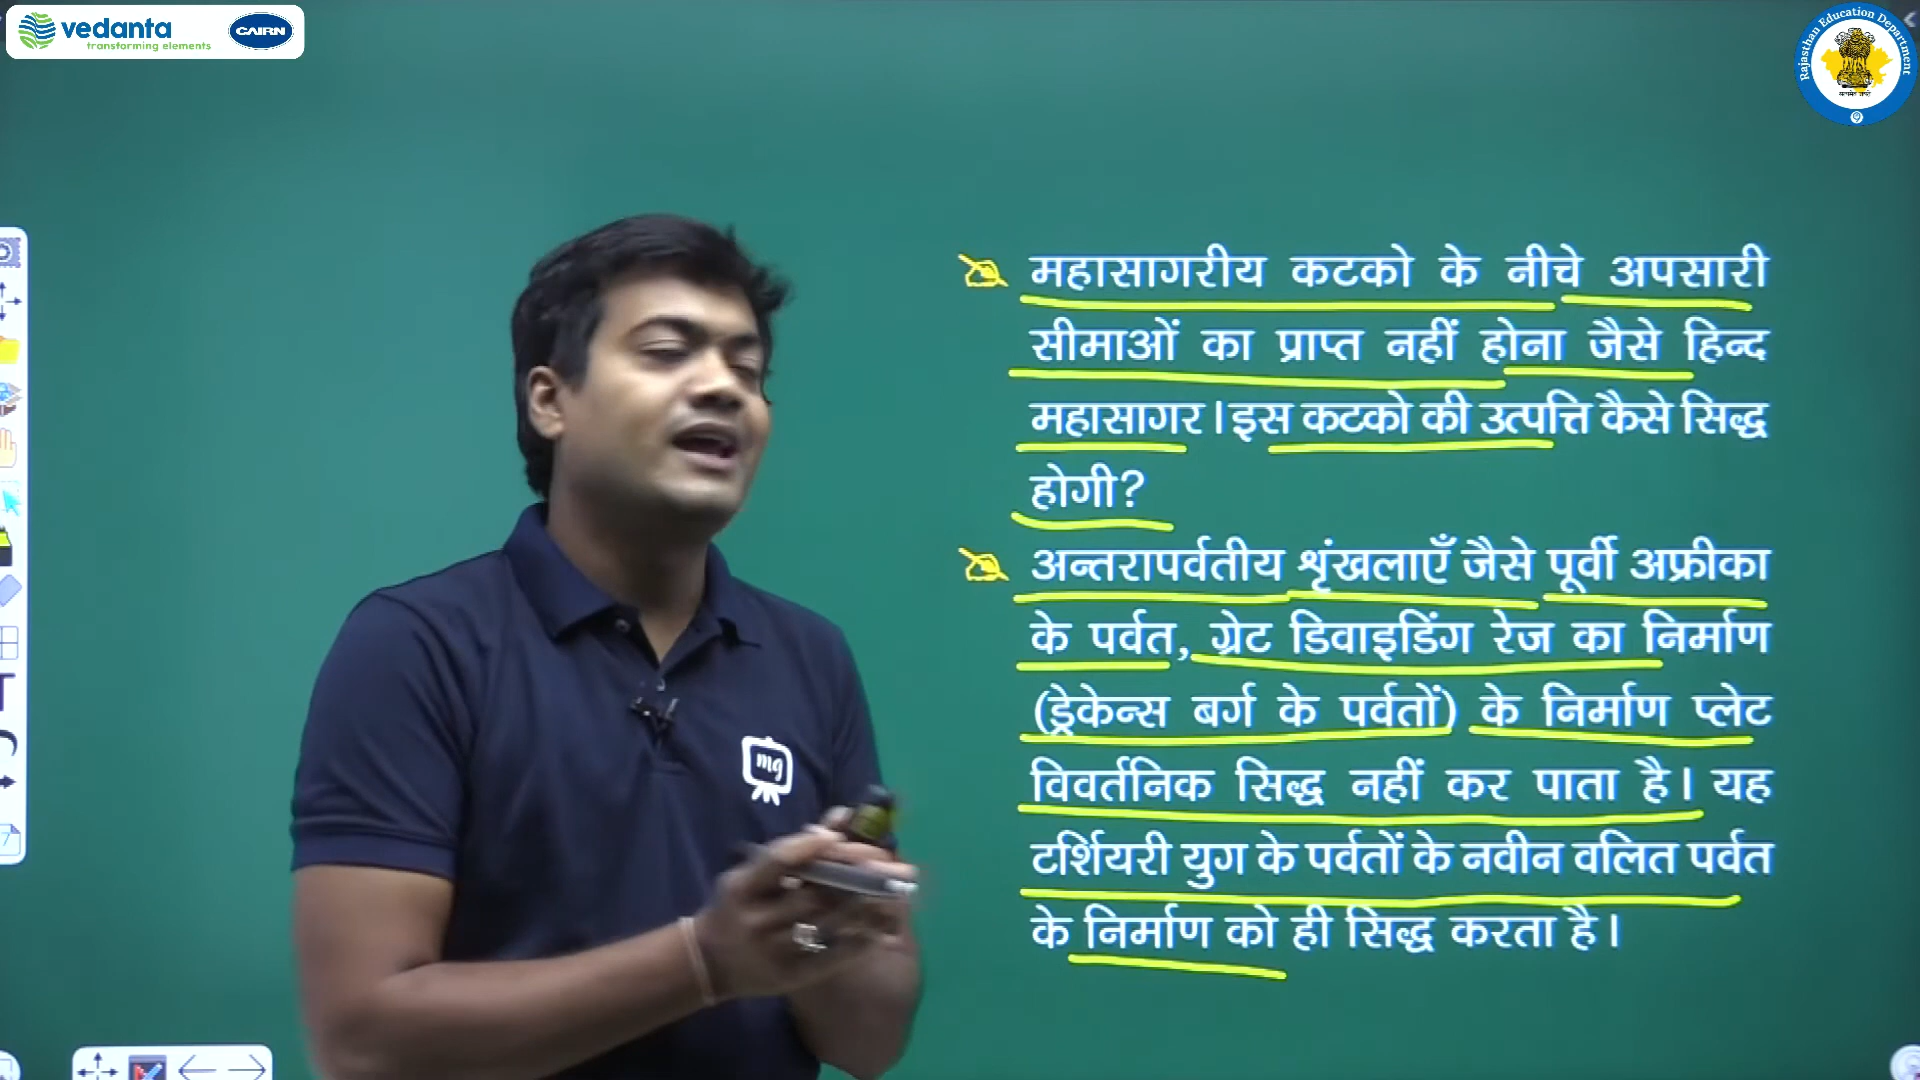 vedanta
transforming elements
CAIRN
Rajasthan Education Department
महासागरीय कटको के नीचे अपसारी
सीमाओं का प्राप्त नहीं होना जैसे हिन्द
महासागर। इस कटको की उत्पत्ति कैसे सिद्ध
होगी?
अन्तरापर्वतीय शृंखलाएँ जैसे पूर्वी अफ्रीका
के पर्वत, ग्रेट डिवाइडिंग रेज का निर्माण
(ड्रेकेन्स बर्ग के पर्वतों) के निर्माण प्लेट
विवर्तनिक सिद्ध नहीं कर पाता है। यह
टर्शियरी युग के पर्वतों के नवीन वलित पर्वत
के निर्माण को ही सिद्ध करता है।
mg